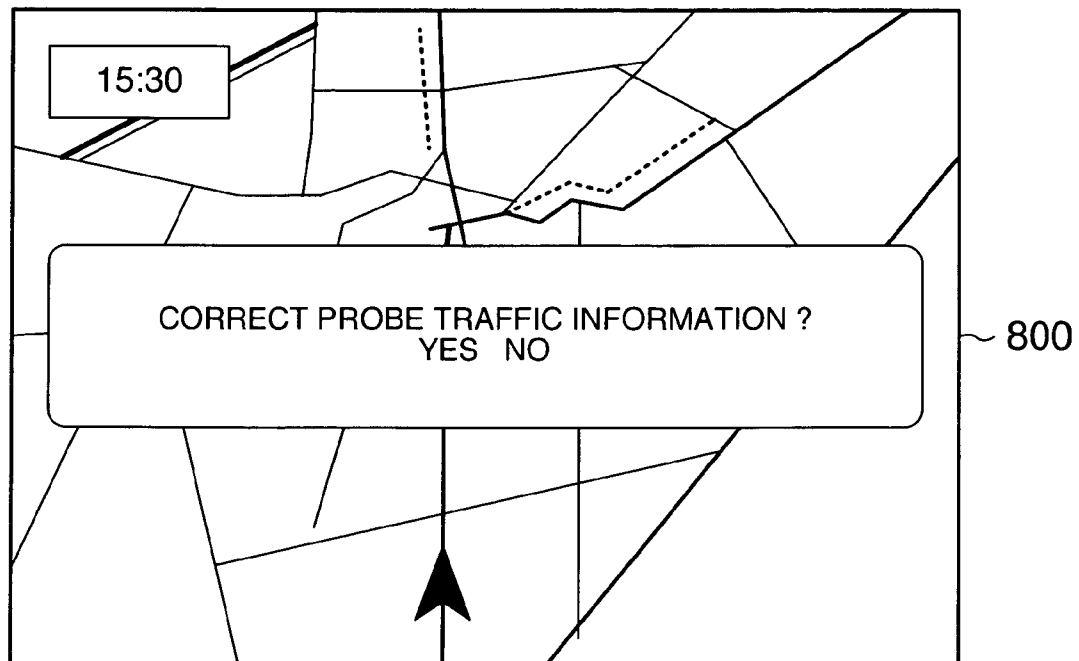 15:30
CORRECT PROBE TRAFFIC INFORMATION ?
YES NO
800